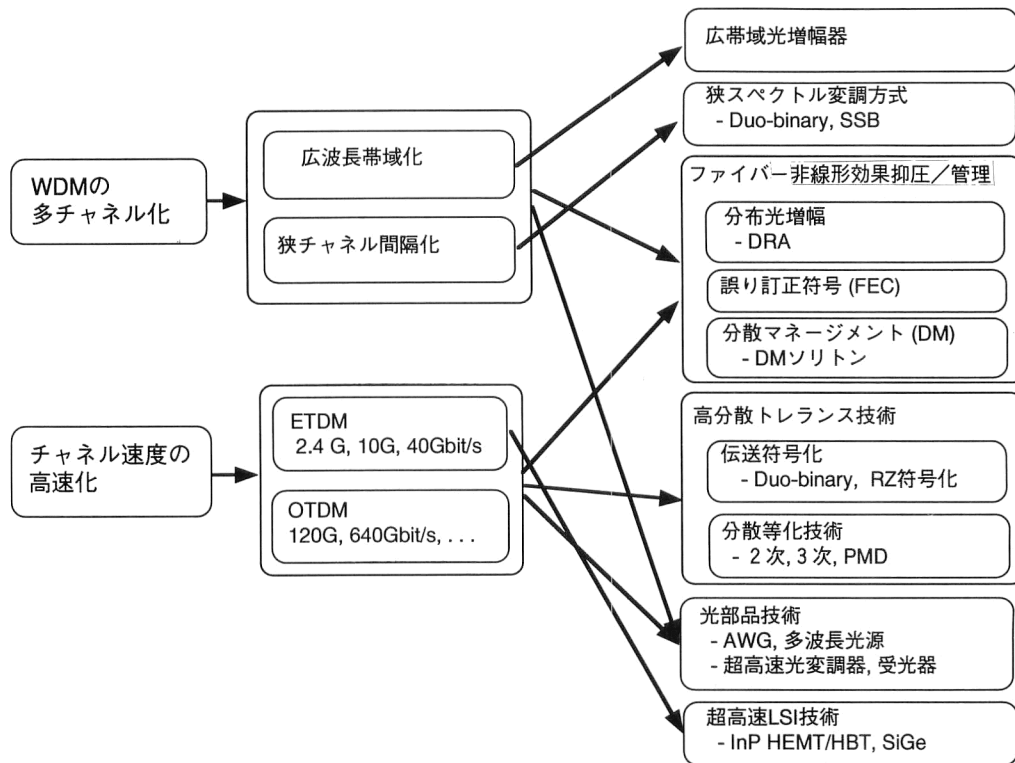 WDMの
多チャネル化
広波長帯域化
狭チャネル間隔化
チャネル速度の
高速化
ETDM
2.4 G, 10G, 40Gbit/s
OTDM
120G, 640Gbit/s, . . .
広帯域光増幅器
狭スペクトル変調方式
- Duo-binary, SSB
ファイバー非線形効果抑圧／管理
分布光増幅
- DRA
誤り訂正符号 (FEC)
分散マネージメント (DM)
- DMソリトン
高分散トレランス技術
伝送符号化
- Duo-binary, RZ符号化
分散等化技術
- 2 次, 3 次, PMD
光部品技術
- AWG, 多波長光源
- 超高速光変調器, 受光器
超高速LSI技術
- InP HEMT/HBT, SiGe